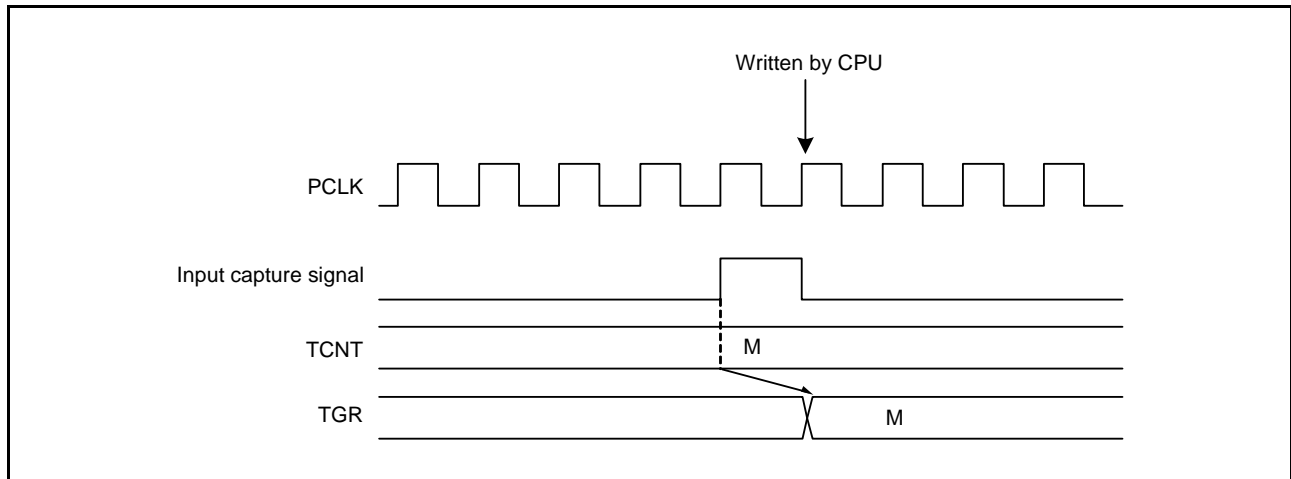 Written by CPU
PCLK
Input capture signal
TCNT
M
TGR
M